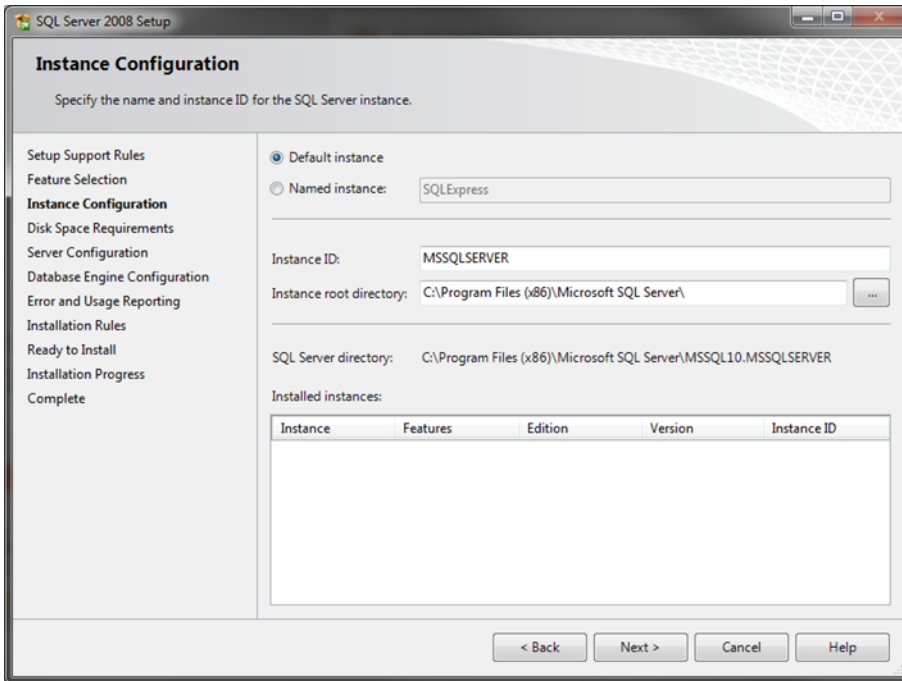 SQL Server 2008 Setup
Instance Configuration
Specify the name and instance ID for the SQL Server instance.
Setup Support Rules
Feature Selection
Instance Configuration
Disk Space Requirements
Server Configuration
Database Engine Configuration
Error and Usage Reporting
Installation Rules
Ready to Install
Installation Progress
Complete
Default instance
Named instance: SQLExpress
Instance ID: MSSQLSERVER
Instance root directory: C:\Program Files (x86)\Microsoft SQL Server\ ...
SQL Server directory: C:\Program Files (x86)\Microsoft SQL Server\MSSQL10.MSSQLSERVER
Installed instances:
Instance Features Edition Version Instance ID
< Back Next > Cancel Help